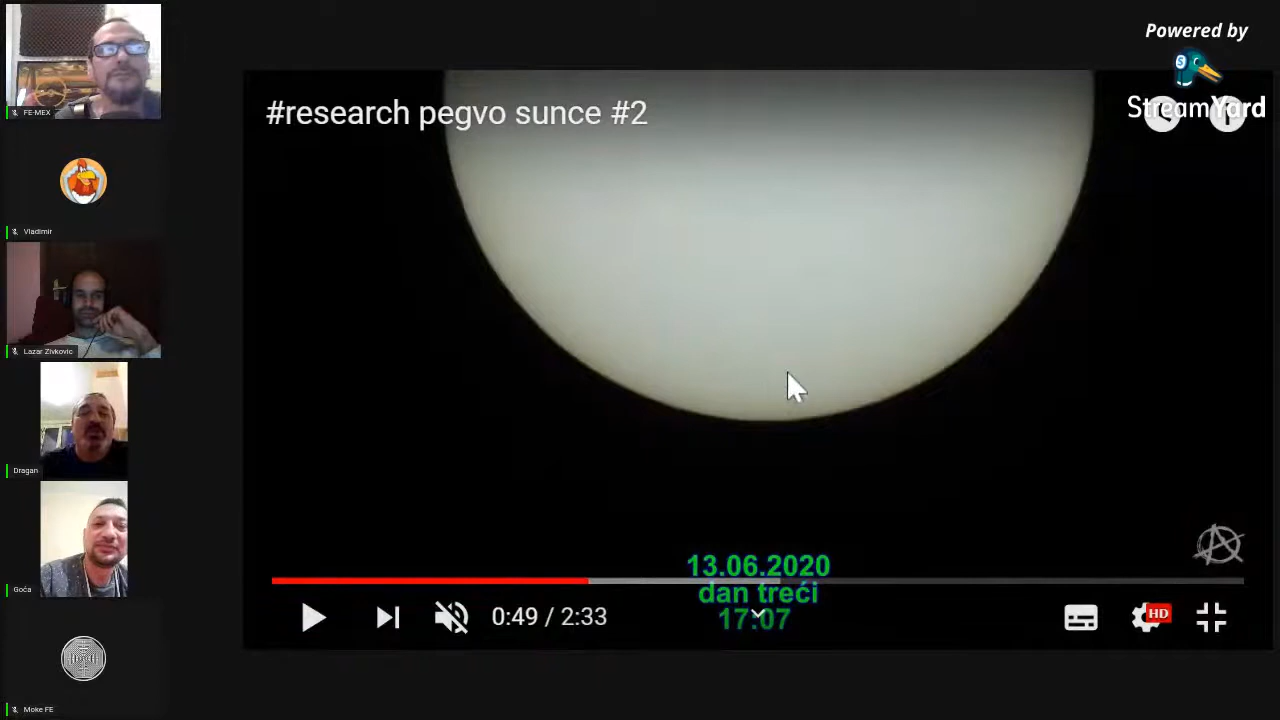 Powered by
StreamYard
#research pegvo sunce #2
FE-MEX
Vladimir
Lazar Zivkovic
Dragan
Goća
Moke FE
13.06.2020
dan treći
17:07
0:49 / 2:33
HD